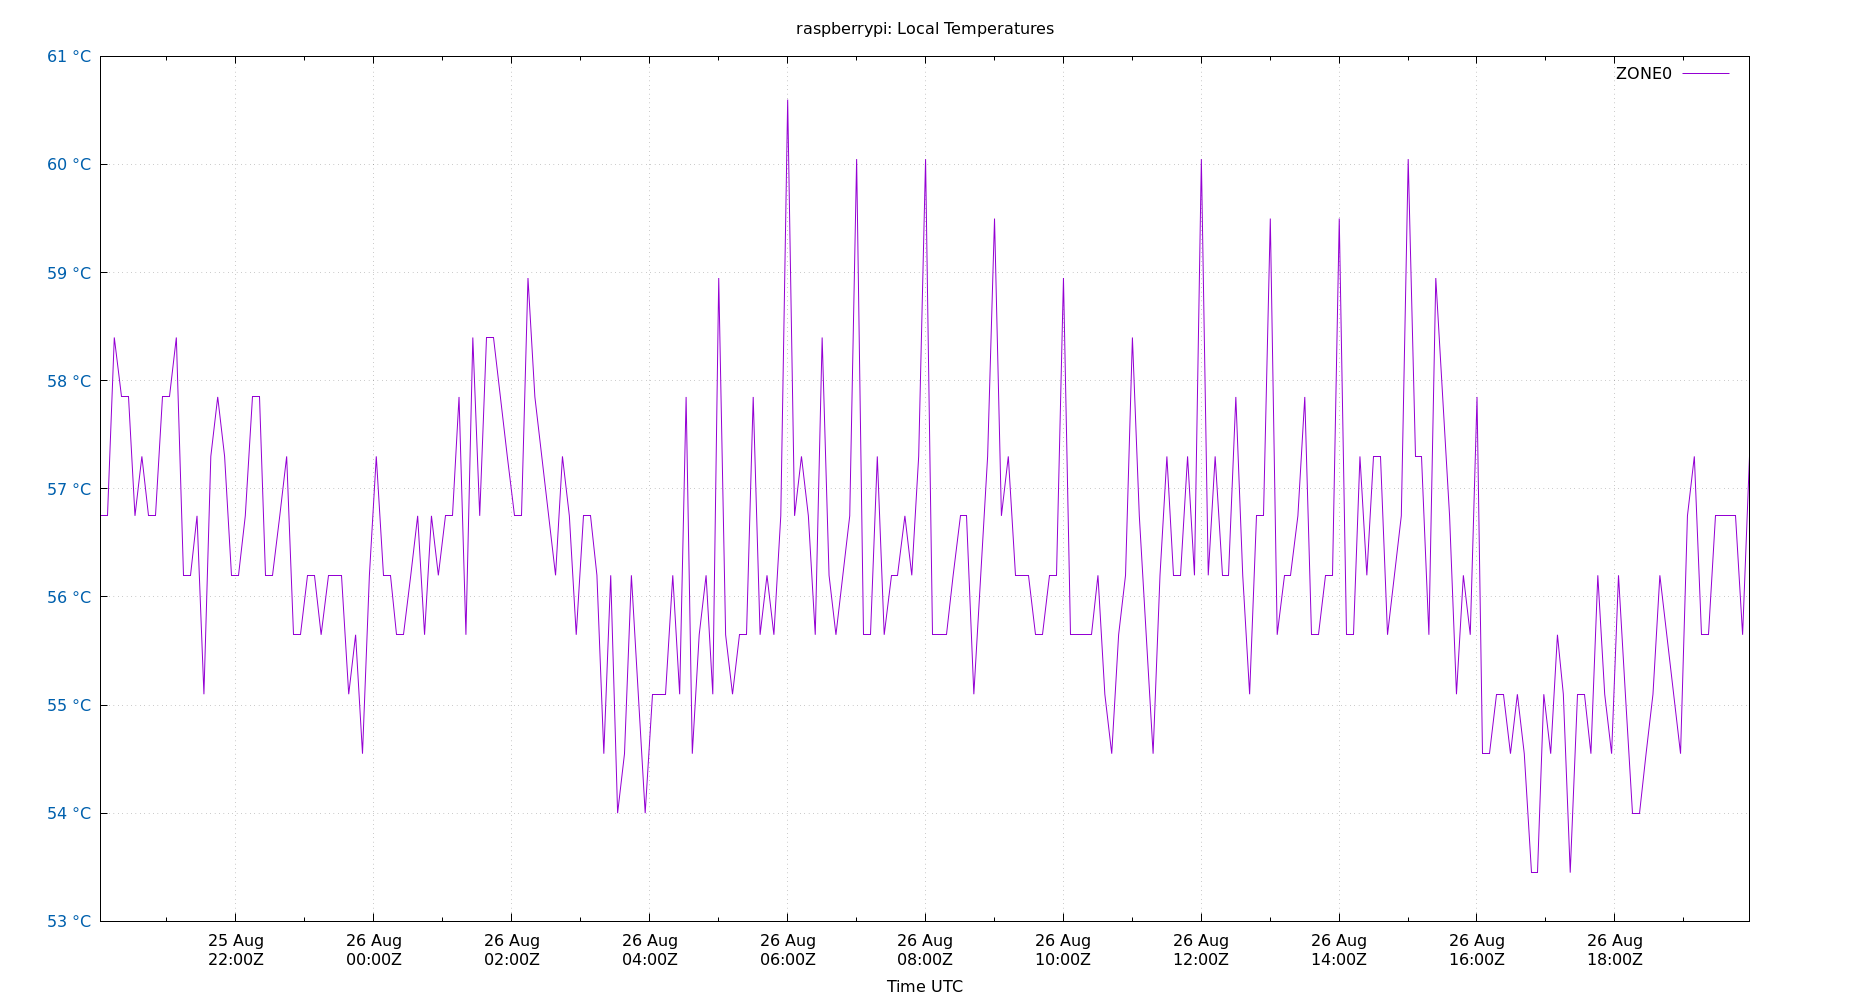 raspberrypi: Local Temperatures
61 °C
ZONE0
60 °C
59 °C
58 °C
57 °C
56 °C
55 °C
54 °C
53 °C
25 Aug 26 Aug 26 Aug 26 Aug 26 Aug 26 Aug 26 Aug 26 Aug 26 Aug 26 Aug 26 Aug
22:00Z 00:00Z 02:00Z 04:00Z 06:00Z 08:00Z 10:00Z 12:00Z 14:00Z 16:00Z 18:00Z
Time UTC